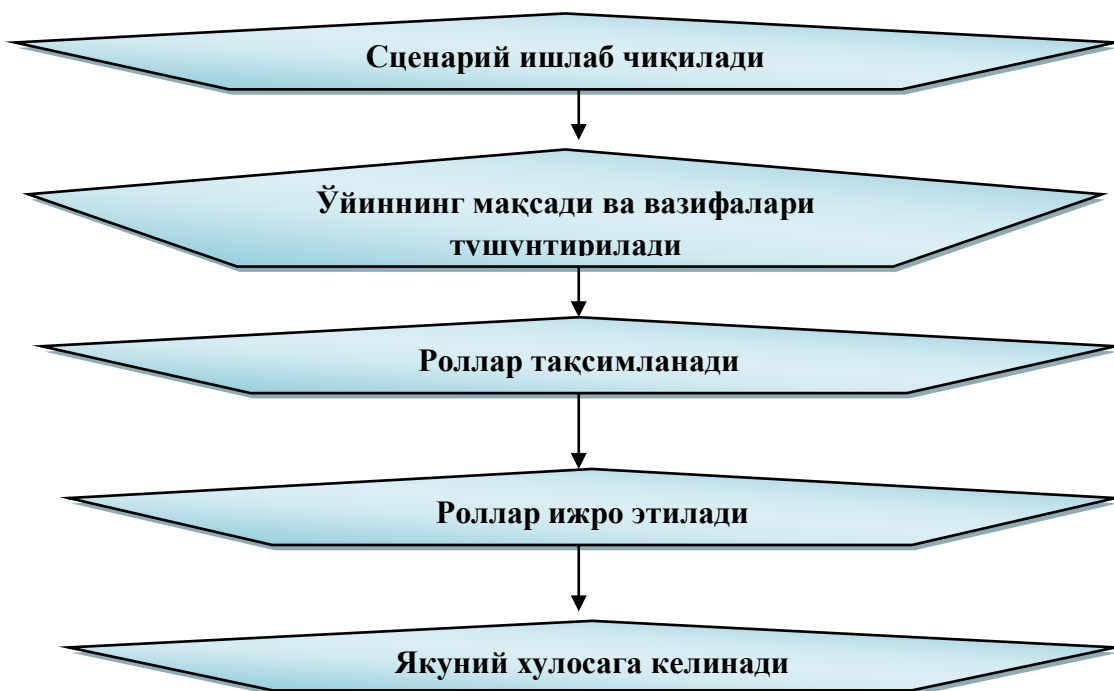 Сценарий ишлаб чиқилади
Ўйиннинг мақсади ва вазифалари
тушунтирилади
Роллар тақсимланади
Роллар ижро этилади
Якуний хулосага келинади